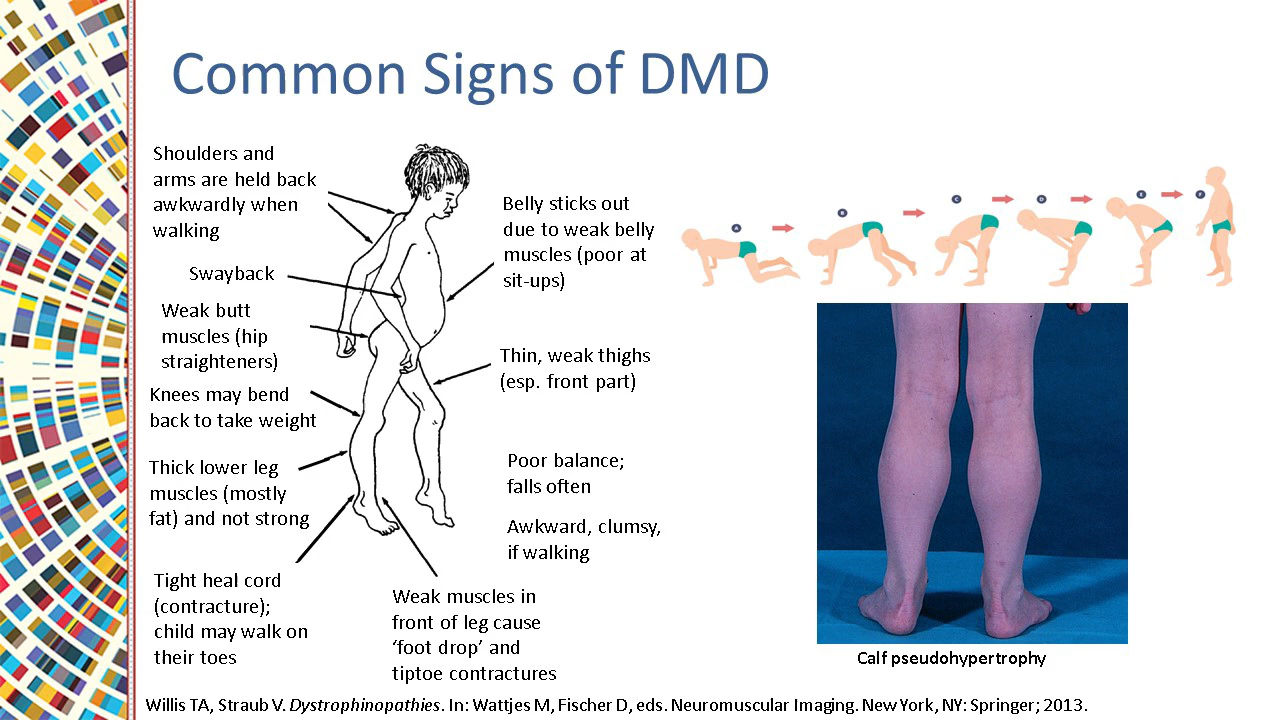 Common Signs of DMD
Shoulders and
arms are held back
awkwardly when
walking
Swayback
Weak butt
muscles (hip
straighteners)
Knees may bend
back to take weight
Thick lower leg
muscles (mostly
fat) and not strong
Tight heal cord
(contracture);
child may walk on
their toes
Weak muscles in
front of leg cause
‘foot drop’ and
tiptoe contractures
Belly sticks out
due to weak belly
muscles (poor at
sit-ups)
Thin, weak thighs
(esp. front part)
Poor balance;
falls often
Awkward, clumsy,
if walking
A
B
C
D
E
F
Calf pseudohypertrophy
Willis TA, Straub V. Dystrophinopathies. In: Wattjes M, Fischer D, eds. Neuromuscular Imaging. New York, NY: Springer; 2013.